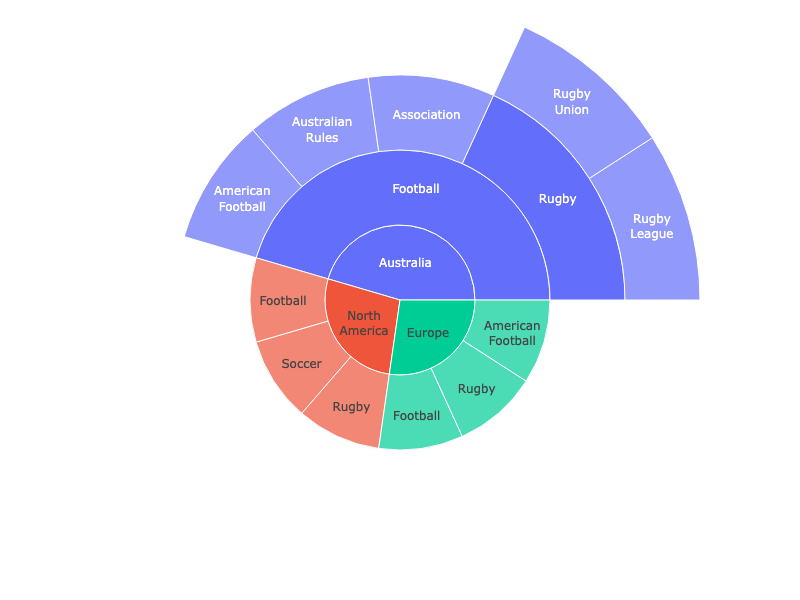 Rugby
Union
Association
Australian
Rules
Football
Rugby
American
Football
Rugby
League
Australia
Football
North
America
Europe
American
Football
Soccer
Rugby
Rugby
Football